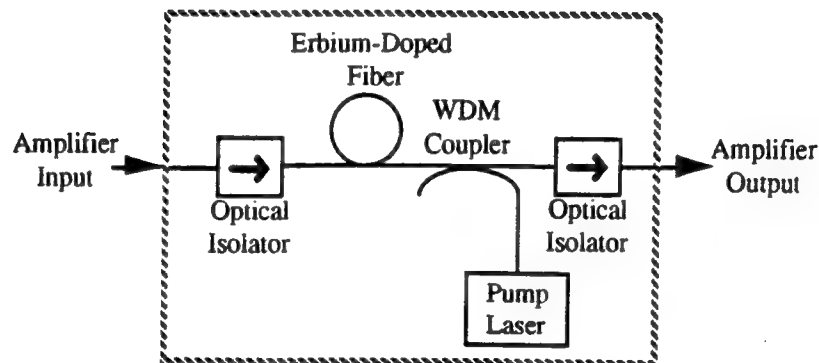 Erbium-Doped
Fiber
WDM
Coupler
Amplifier
Input
Amplifier
Output
Optical
Isolator
Optical
Isolator
Pump
Laser